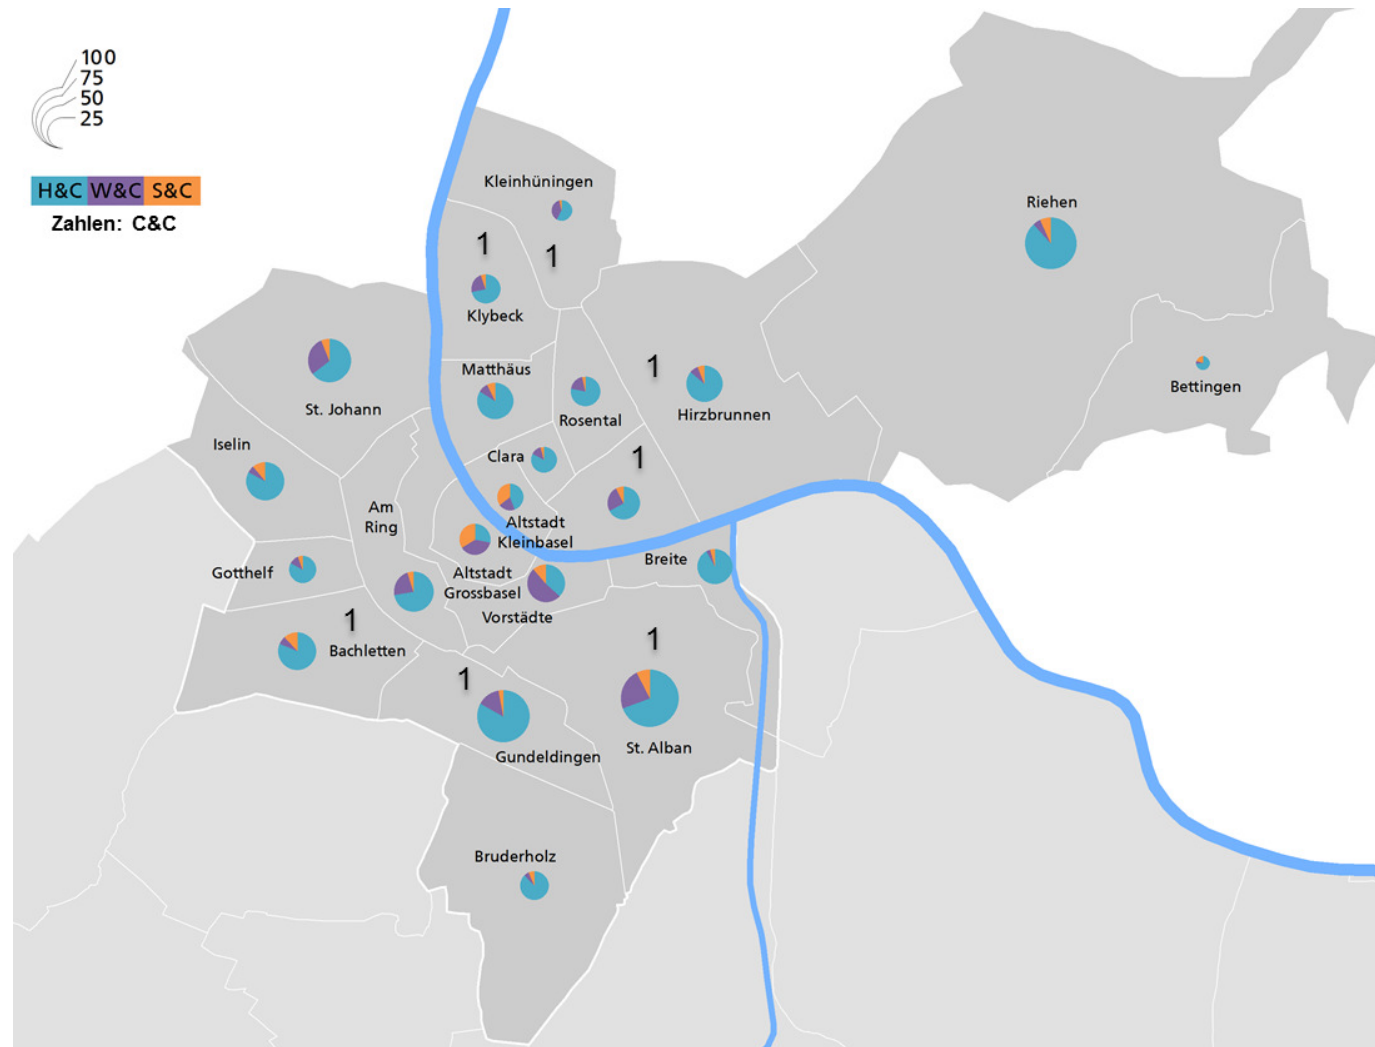 100
75
50
25
H&C W&C S&C
Zahlen: C&C
Kleinhüningen
Riehen
1
1
Klybeck
Matthäus
1
Bettingen
St. Johann
Rosental
Hirzbrunnen
Iselin
Clara
1
Am
Ring
Altstadt
Kleinbasel
Breite
Gotthelf
Altstadt
Grossbasel
Vorstädte
1
Bachletten
1
1
Gundeldingen
St. Alban
Bruderholz